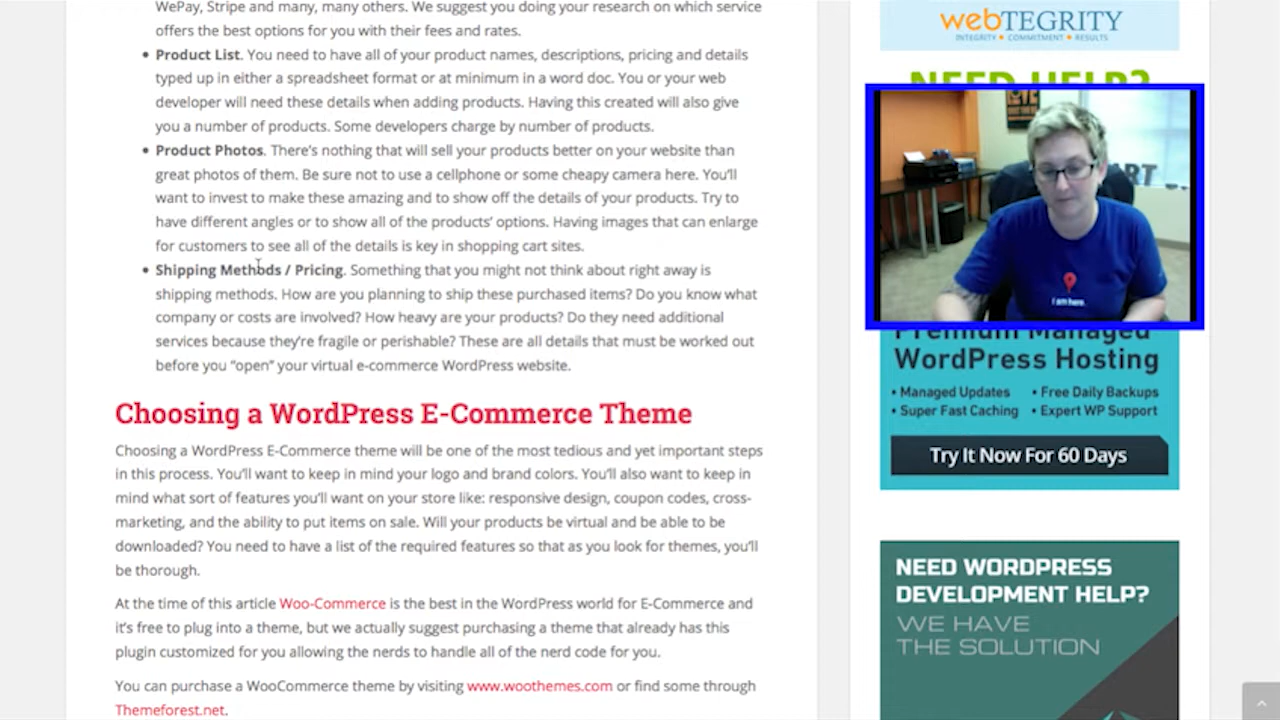 WePay, Stripe and many, many others. We suggest you doing your research on which service
offers the best options for you with their fees and rates.
• Product List. You need to have all of your product names, descriptions, pricing and details
typed up in either a spreadsheet format or at minimum in a word doc. You or your web
developer will need these details when adding products. Having this created will also give
you a number of products. Some developers charge by number of products.
• Product Photos. There's nothing that will sell your products better on your website than
great photos of them. Be sure not to use a cellphone or some cheapy camera here. You'll
want to invest to make these amazing and to show off the details of your products. Try to
have different angles or to show all of the products' options. Having images that can enlarge
for customers to see all of the details is key in shopping cart sites.
• Shipping Methods / Pricing. Something that you might not think about right away is
shipping methods. How are you planning to ship these purchased items? Do you know what
company or costs are involved? How heavy are your products? Do they need additional
services because they're fragile or perishable? These are all details that must be worked out
before you “open” your virtual e-commerce WordPress website.
Choosing a WordPress E-Commerce Theme
Choosing a WordPress E-Commerce theme will be one of the most tedious and yet important steps
in this process. You'll want to keep in mind your logo and brand colors. You'll also want to keep in
mind what sort of features you'll want on your store like: responsive design, coupon codes, cross-
marketing, and the ability to put items on sale. Will your products be virtual and be able to be
downloaded? You need to have a list of the required features so that as you look for themes, you'll
be thorough.
At the time of this article Woo-Commerce is the best in the WordPress world for E-Commerce and
it's free to plug into a theme, but we actually suggest purchasing a theme that already has this
plugin customized for you allowing the nerds to handle all of the nerd code for you.
You can purchase a WooCommerce theme by visiting www.woothemes.com or find some through
Themeforest.net.
webTEGRITY
INTEGRITY • COMMITMENT • RESULTS
NEED HELP?
I am here.
Premium Managed
WordPress Hosting
• Managed Updates • Free Daily Backups
• Super Fast Caching • Expert WP Support
Try It Now For 60 Days
NEED WORDPRESS
DEVELOPMENT HELP?
WE HAVE
THE SOLUTION